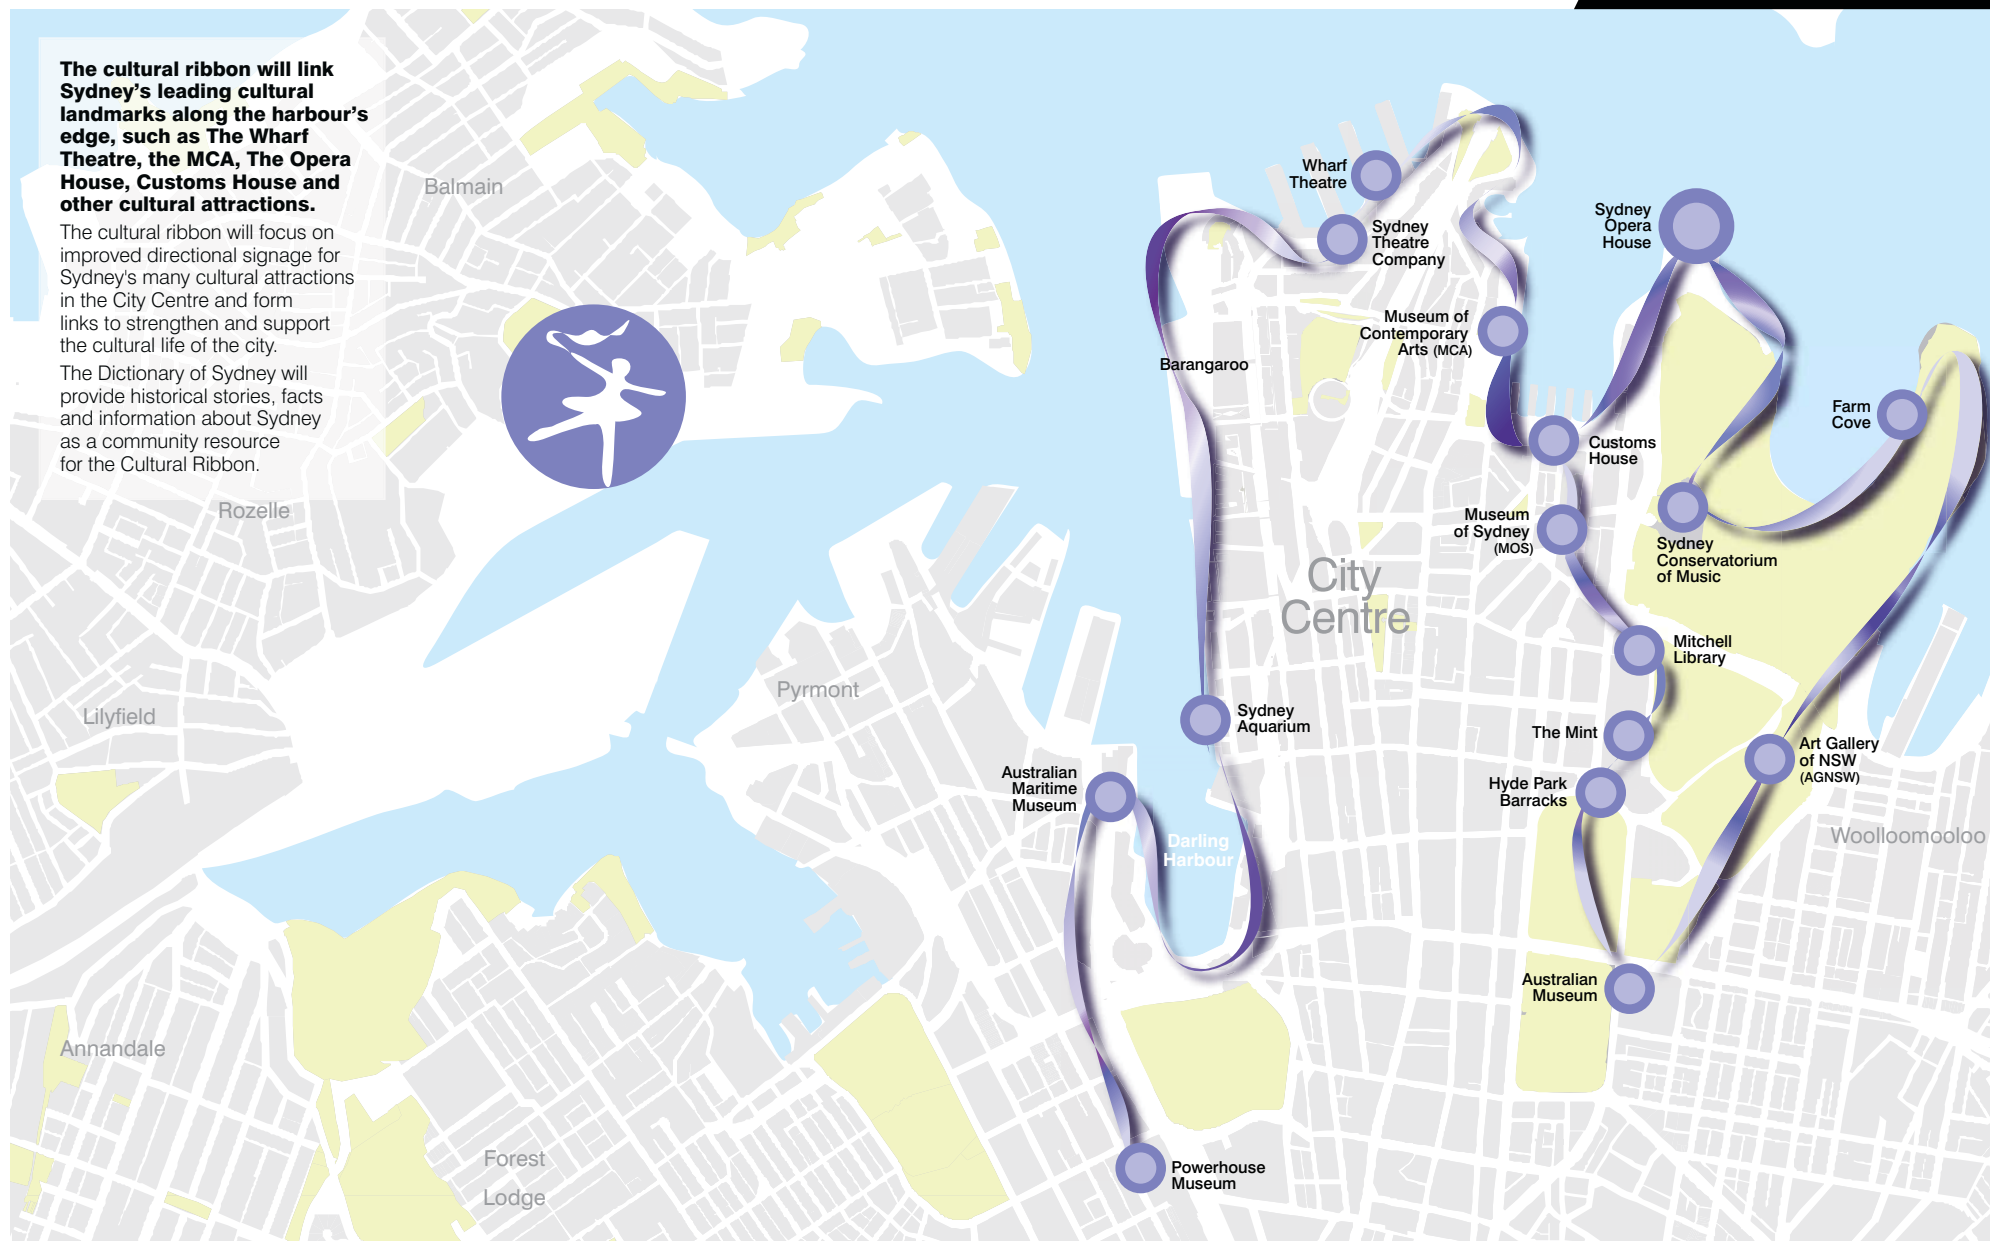 The cultural ribbon will link
Sydney’s leading cultural
landmarks along the harbour’s
edge, such as The Wharf
Theatre, the MCA, The Opera
House, Customs House and
other cultural attractions.
The cultural ribbon will focus on
improved directional signage for
Sydney's many cultural attractions
in the City Centre and form
links to strengthen and support
the cultural life of the city.
The Dictionary of Sydney will
provide historical stories, facts
and information about Sydney
as a community resource
for the Cultural Ribbon.
Balmain
Rozelle
Lilyfield
Annandale
Forest
Lodge
Pyrmont
Wharf
Theatre
Sydney
Theatre
Company
Sydney
Opera
House
Museum of
Contemporary
Arts (MCA)
Barangaroo
Farm
Cove
Customs
House
Museum
of Sydney
(MOS)
Sydney
Conservatorium
of Music
City
Centre
Mitchell
Library
Sydney
Aquarium
The Mint
Art Gallery
of NSW
(AGNSW)
Australian
Maritime
Museum
Hyde Park
Barracks
Darling
Harbour
Woolloomooloo
Australian
Museum
Powerhouse
Museum